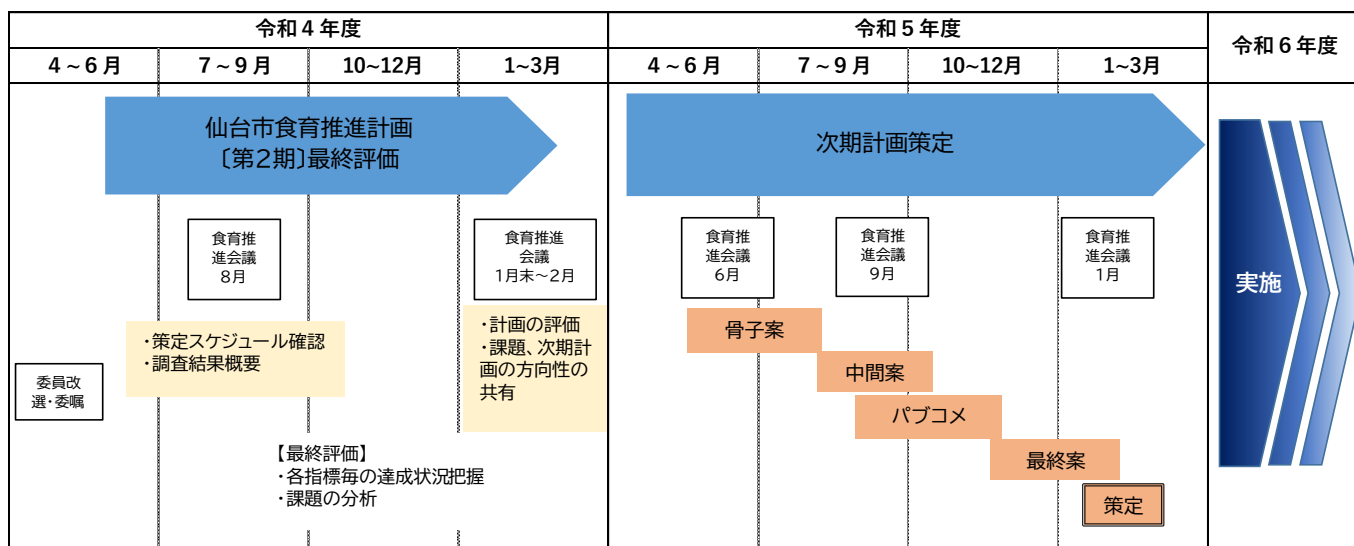 令和４年度
令和５年度
令和６年度
４～６月
７～９月
10~12月
1~3月
４～６月
７～９月
10~12月
1~3月
仙台市食育推進計画
〔第２期〕最終評価
次期計画策定
食育推
進会議
8月
食育推進
会議
１月末～２月
食育推
進会議
６月
食育推
進会議
９月
食育推
進会議
１月
実施
・策定スケジュール確認
・調査結果概要
・計画の評価
・課題、次期計
画の方向性の
共有
委員改
選・委嘱
【最終評価】
・各指標毎の達成状況把握
・課題の分析
骨子案
中間案
パブコメ
最終案
策定